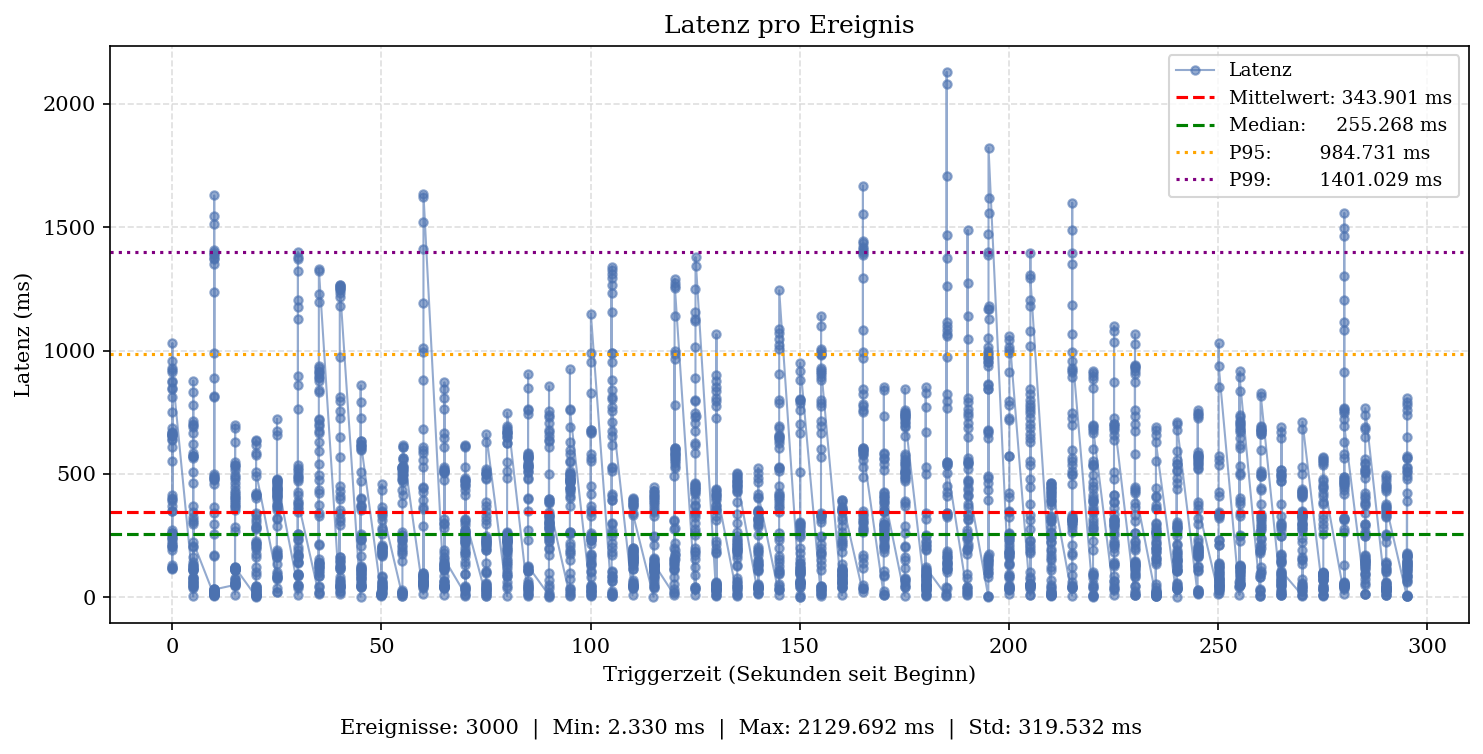 Latenz pro Ereignis
Latenz
Mittelwert: 343.901 ms
Median: 255.268 ms
P95: 984.731 ms
P99: 1401.029 ms
Latenz (ms)
2000
1500
1000
500
0
0 50 100 150 200 250 300
Triggerzeit (Sekunden seit Beginn)
Ereignisse: 3000 | Min: 2.330 ms | Max: 2129.692 ms | Std: 319.532 ms